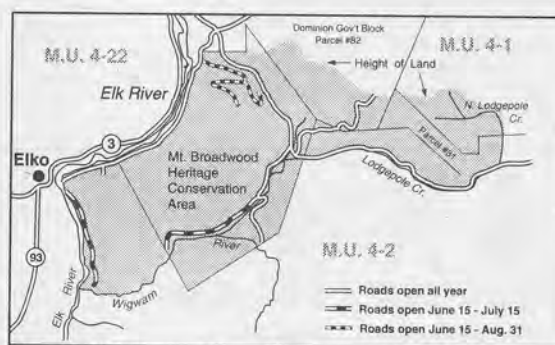 M.U. 4-22
Dominion Gov't Block
Parcel #82
M.U. 4-1
Height of Land
Elk River
N. Lodgepole
Cr.
Parcel #81
3
Elko
Mt. Broadwood
Heritage
Conservation
Area
Lodgepole Cr.
M.U. 4-2
93
River
Wigwam
Elk River
Roads open all year
Roads open June 15 - July 15
Roads open June 15 - Aug. 31